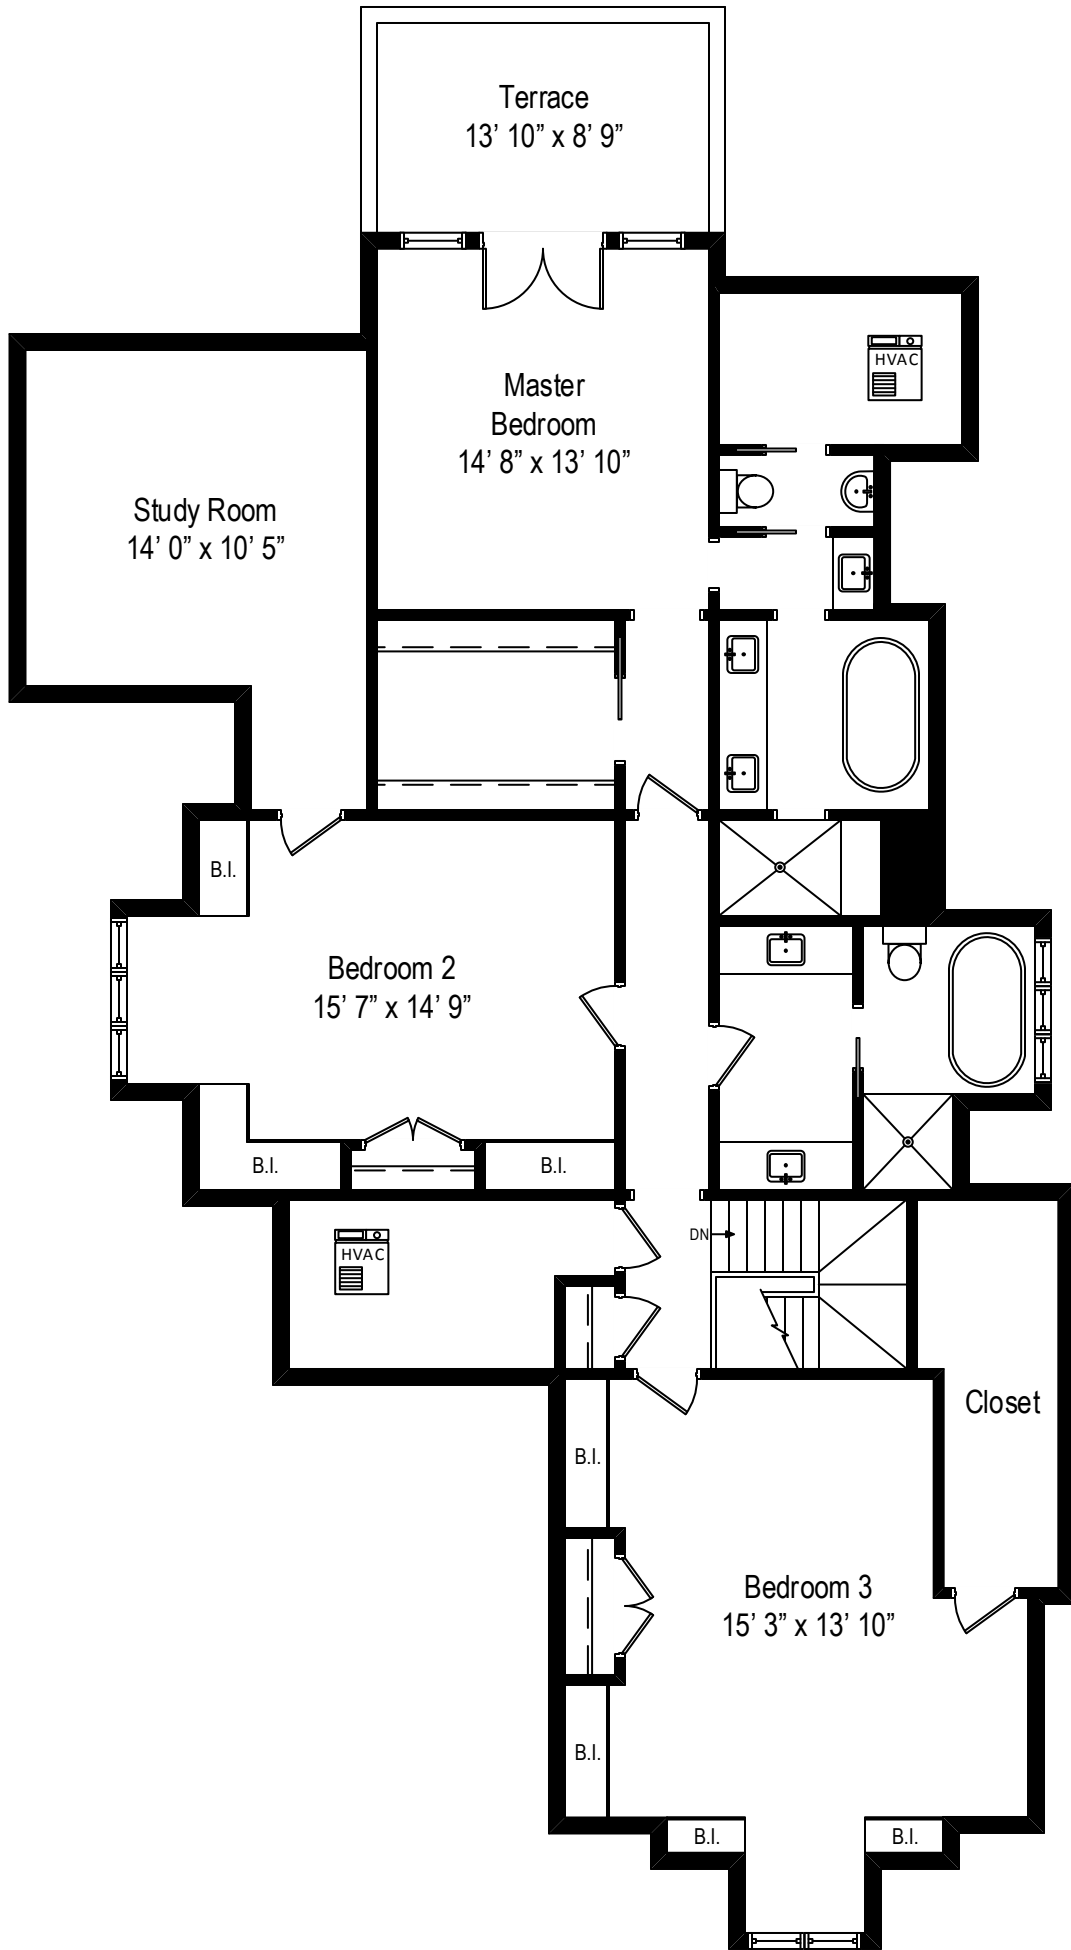 Terrace
13’ 10” x 8’ 9”
HVAC
Master
Bedroom
14’ 8” x 13’ 10”
Study Room
14’ 0” x 10’ 5”
B.I.
Bedroom 2
15’ 7” x 14’ 9”
B.I.
B.I.
DN
HVAC
Closet
B.I.
Bedroom 3
15’ 3” x 13’ 10”
B.I.
B.I.
B.I.